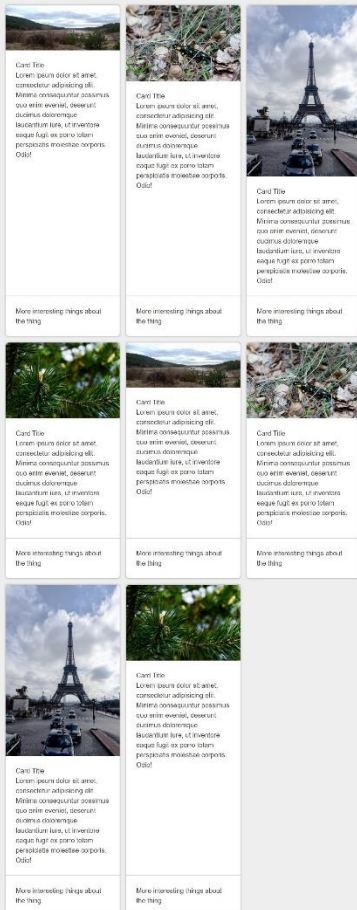 Card Title
Lorem ipsum dolor sit amet,
consectetur adipisicing elit.
Minima consequuntur possimus
quo enim eveniet, deserunt
ducimus doloremque
laudantium iure, ut inventore
eaque fugit ex porro totam
perspiciatis molestiae corporis.
Odio!
More interesting things about
the thing
Card Title
Lorem ipsum dolor sit amet,
consectetur adipisicing elit.
Minima consequuntur possimus
quo enim eveniet, deserunt
ducimus doloremque
laudantium iure, ut inventore
eaque fugit ex porro totam
perspiciatis molestiae corporis.
Odio!
More interesting things about
the thing
Card Title
Lorem ipsum dolor sit amet,
consectetur adipisicing elit.
Minima consequuntur possimus
quo enim eveniet, deserunt
ducimus doloremque
laudantium iure, ut inventore
eaque fugit ex porro totam
perspiciatis molestiae corporis.
Odio!
More interesting things about
the thing
Card Title
Lorem ipsum dolor sit amet,
consectetur adipisicing elit.
Minima consequuntur possimus
quo enim eveniet, deserunt
ducimus doloremque
laudantium iure, ut inventore
eaque fugit ex porro totam
perspiciatis molestiae corporis.
Odio!
More interesting things about
the thing
Card Title
Lorem ipsum dolor sit amet,
consectetur adipisicing elit.
Minima consequuntur possimus
quo enim eveniet, deserunt
ducimus doloremque
laudantium iure, ut inventore
eaque fugit ex porro totam
perspiciatis molestiae corporis.
Odio!
More interesting things about
the thing
Card Title
Lorem ipsum dolor sit amet,
consectetur adipisicing elit.
Minima consequuntur possimus
quo enim eveniet, deserunt
ducimus doloremque
laudantium iure, ut inventore
eaque fugit ex porro totam
perspiciatis molestiae corporis.
Odio!
More interesting things about
the thing
Card Title
Lorem ipsum dolor sit amet,
consectetur adipisicing elit.
Minima consequuntur possimus
quo enim eveniet, deserunt
ducimus doloremque
laudantium iure, ut inventore
eaque fugit ex porro totam
perspiciatis molestiae corporis.
Odio!
More interesting things about
the thing
Card Title
Lorem ipsum dolor sit amet,
consectetur adipisicing elit.
Minima consequuntur possimus
quo enim eveniet, deserunt
ducimus doloremque
laudantium iure, ut inventore
eaque fugit ex porro totam
perspiciatis molestiae corporis.
Odio!
More interesting things about
the thing